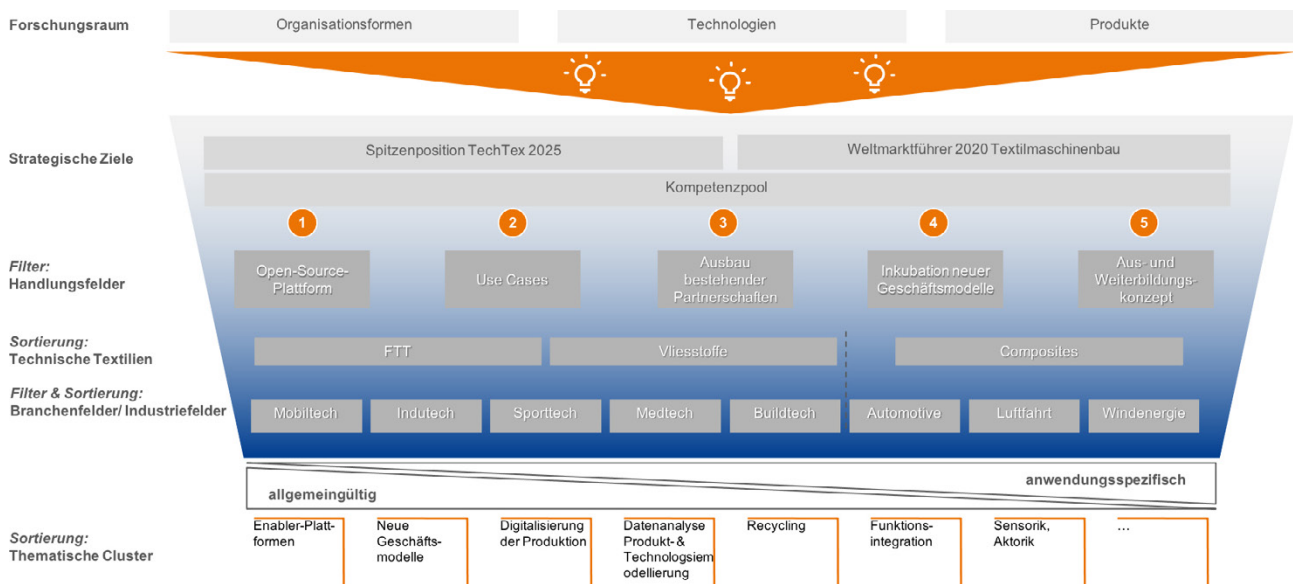 Forschungsraum
Organisationsformen
Technologien
Produkte
Strategische Ziele
Spitzenposition TechTex 2025
Weltmarktführer 2020 Textilmaschinenbau
Kompetenzpool
1
2
3
4
5
Filter:
Handlungsfelder
Open-Source-
Plattform
Use Cases
Ausbau
bestehender
Partnerschaften
Inkubation neuer
Geschäftsmodelle
Aus- und
Weiterbildungs-
konzept
Sortierung:
Technische Textilien
FTT
Vliesstoffe
Composites
Filter & Sortierung:
Branchenfelder/ Industriefelder
Mobiltech
Indutech
Sporttech
Medtech
Buildtech
Automotive
Luftfahrt
Windenergie
allgemeingültig
anwendungsspezifisch
Sortierung:
Thematische Cluster
Enabler-Platt-
formen
Neue
Geschäfts-
modelle
Digitalisierung
der Produktion
Datenanalyse
Produkt- &
Technologsiem
odellierung
Recycling
Funktions-
integration
Sensorik,
Aktorik
…